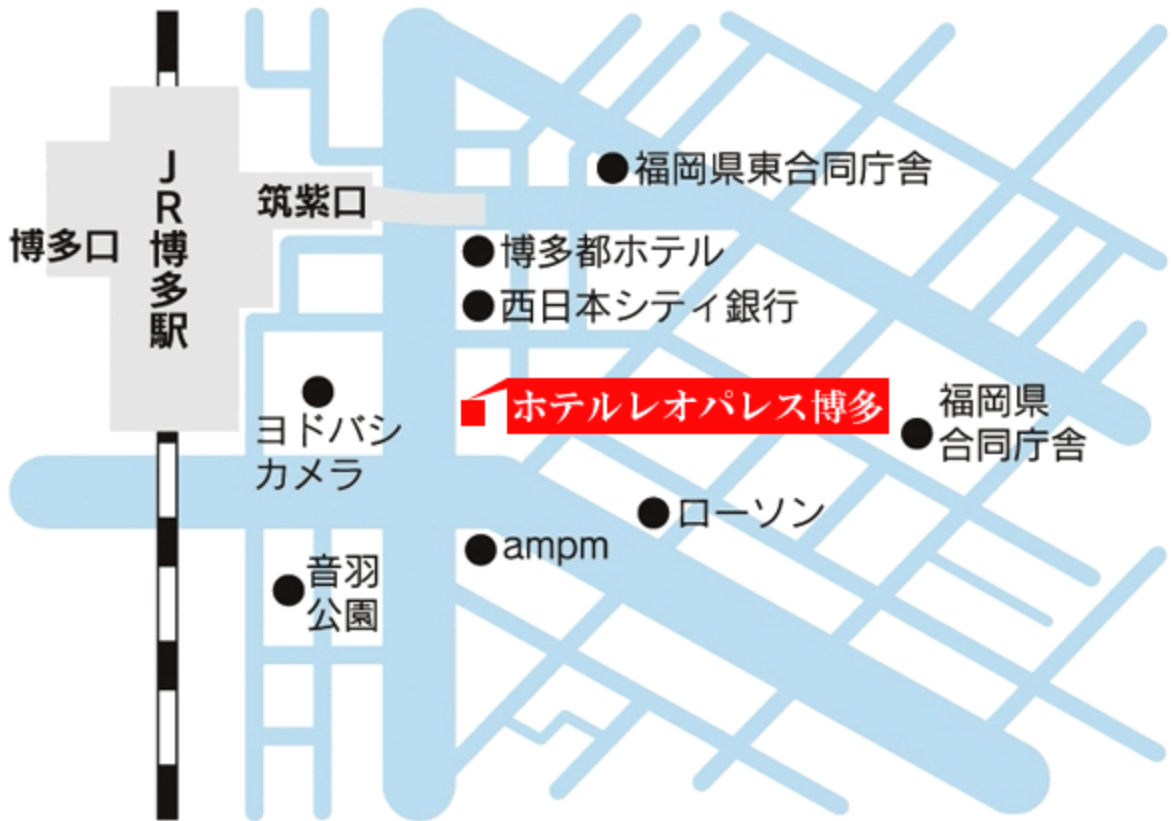 JR博多駅
博多口
筑紫口
福岡県東合同庁舎
博多都ホテル
西日本シティ銀行
ホテルレオパレス博多
ヨドバシ
カメラ
福岡県
合同庁舎
ローソン
ampm
音羽
公園